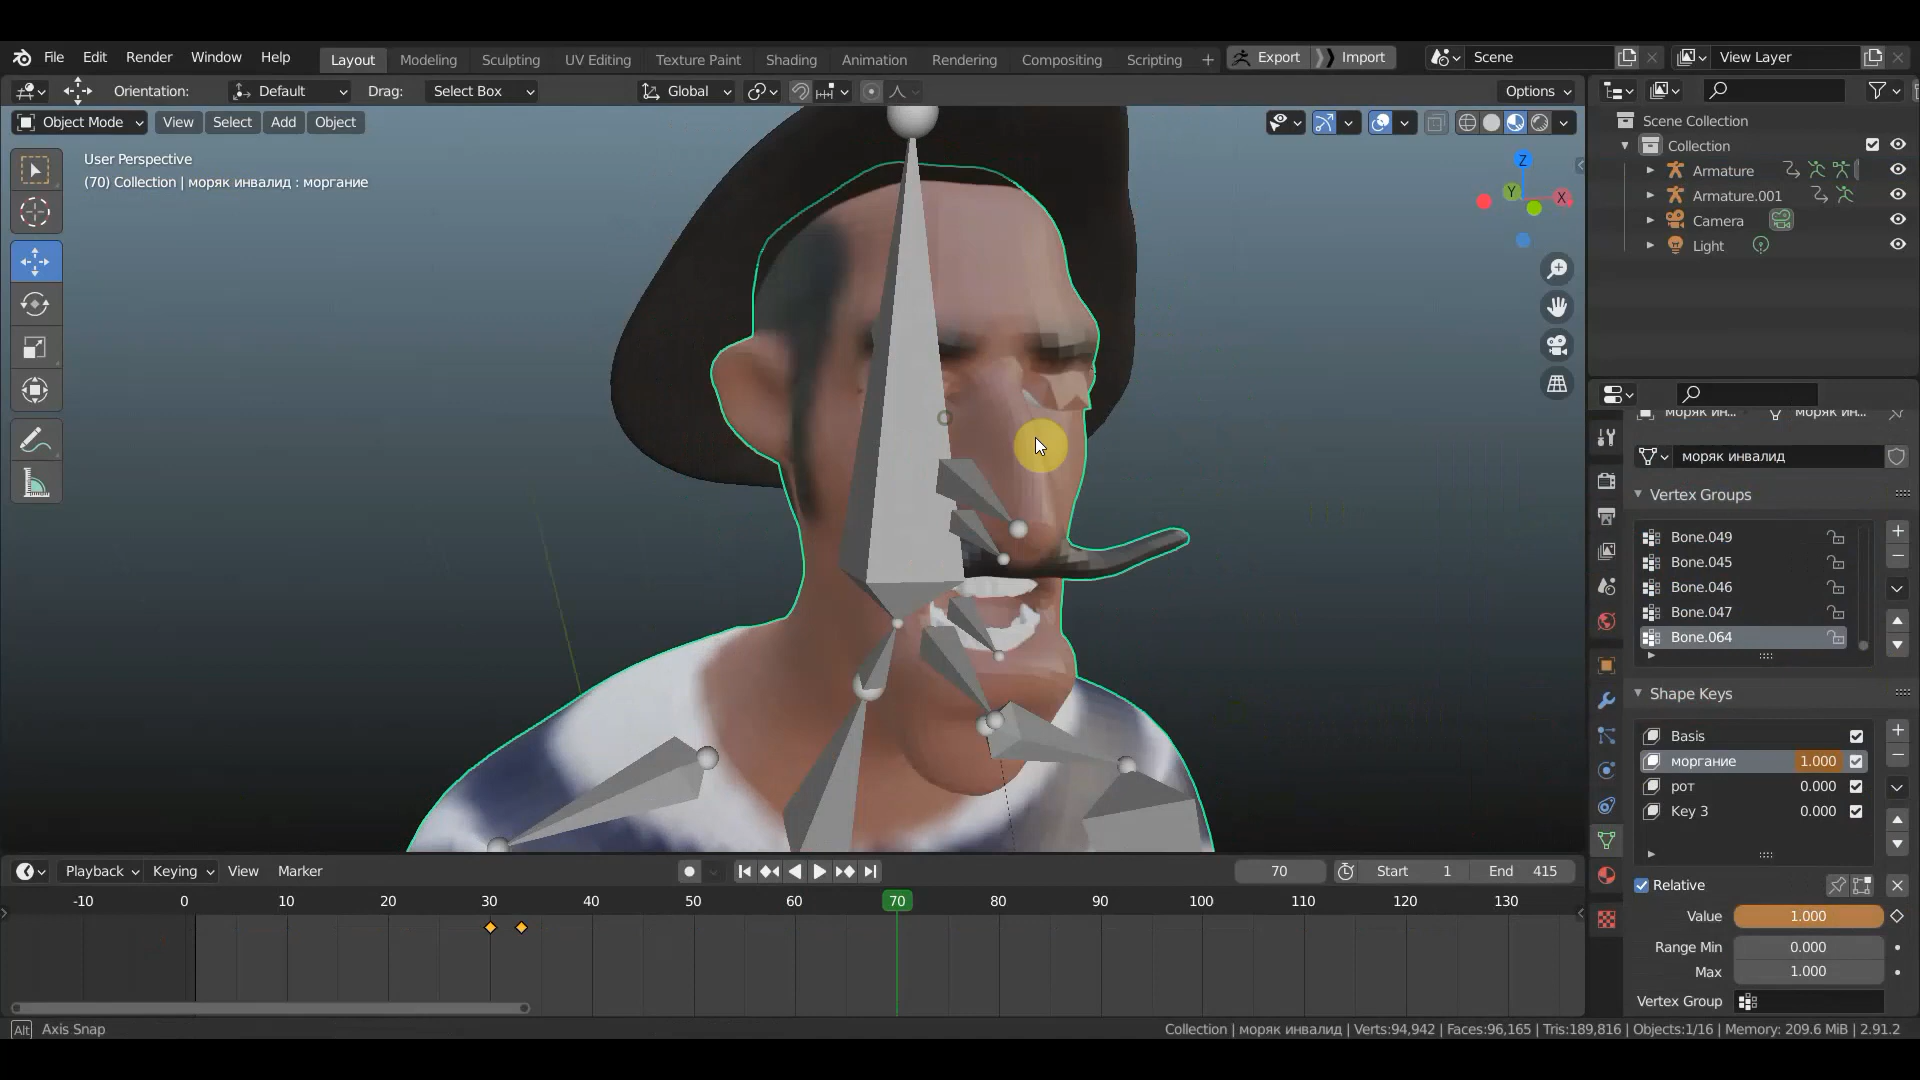 File Edit Render Window Help Layout Modeling Sculpting UV Editing Texture Paint Shading Animation Rendering Compositing Scripting + Export Import Scene View Layer
Orientation: Default Drag: Select Box Global Options
Object Mode View Select Add Object
User Perspective
(70) Collection | моряк инвалид : моргание
Z
Y
X
Scene Collection
Collection
Armature
Armature.001
Camera
Light
моряк ин... моряк ин...
моряк инвалид
Vertex Groups
Bone.049
Bone.045
Bone.046
Bone.047
Bone.064
Shape Keys
Basis
моргание 1.000
рот 0.000
Key 3 0.000
Relative
Value 1.000
Range Min 0.000
Max 1.000
Vertex Group
Playback Keying View Marker 70 Start 1 End 415
-10 0 10 20 30 40 50 60 70 80 90 100 110 120 130
Alt Axis Snap
Collection | моряк инвалид | Verts:94,942 | Faces:96,165 | Tris:189,816 | Objects:1/16 | Memory: 209.6 MiB | 2.91.2